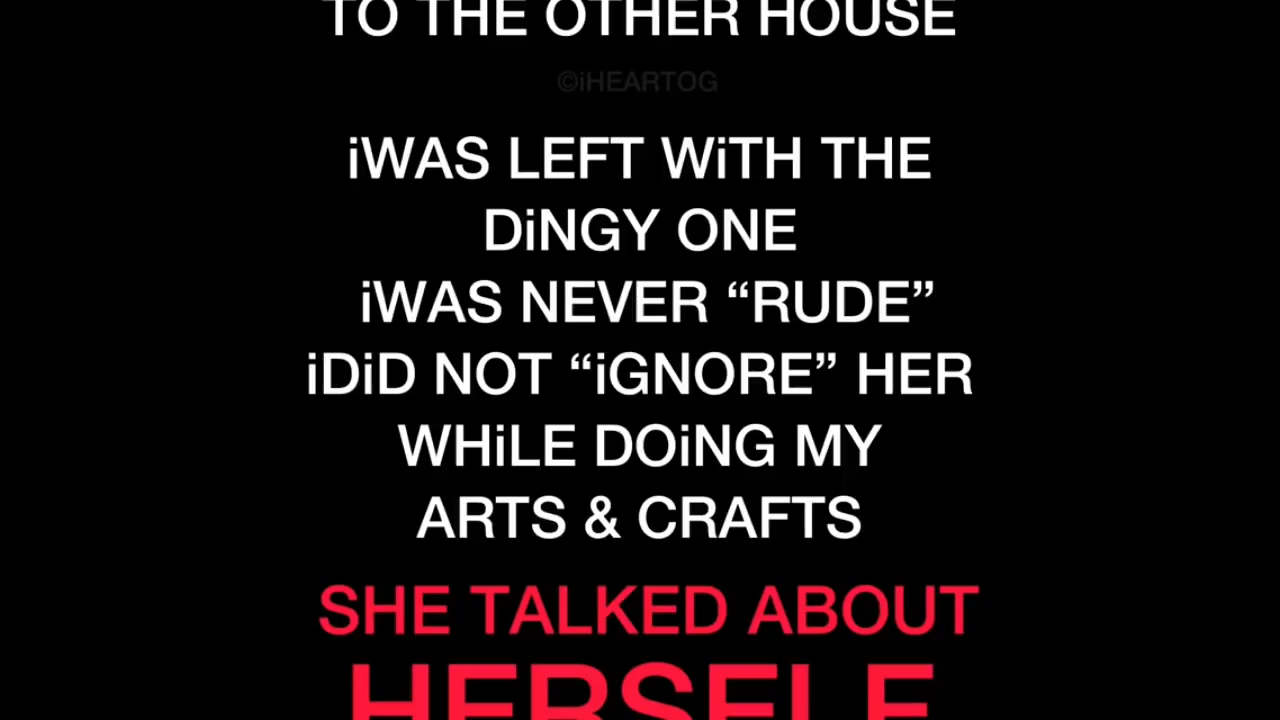 TO THE OTHER HOUSE
©iHEARTOG
iWAS LEFT WiTH THE
DiNGY ONE
iWAS NEVER “RUDE”
iDiD NOT “iGNORE” HER
WHiLE DOiNG MY
ARTS & CRAFTS
SHE TALKED ABOUT
HERSELF